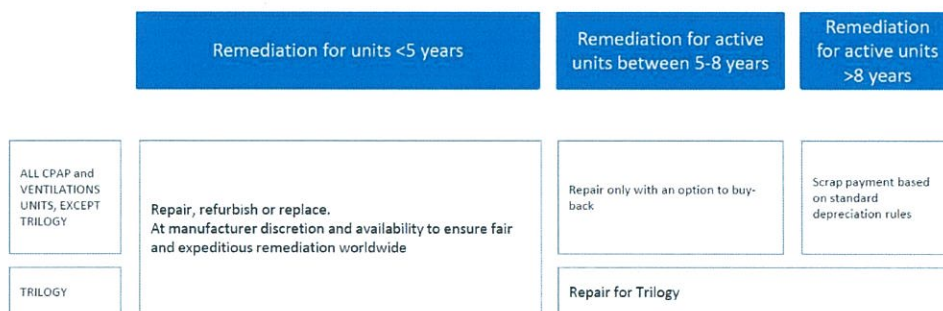 Remediation for units <5 years
Remediation for active
units between 5-8 years
Remediation
for active units
>8 years
ALL CPAP and
VENTILATIONS
UNITS, EXCEPT
TRILOGY
Repair, refurbish or replace.
At manufacturer discretion and availability to ensure fair
and expeditious remediation worldwide
Repair only with an option to buy-
back
Scrap payment based
on standard
depreciation rules
TRILOGY
Repair for Trilogy